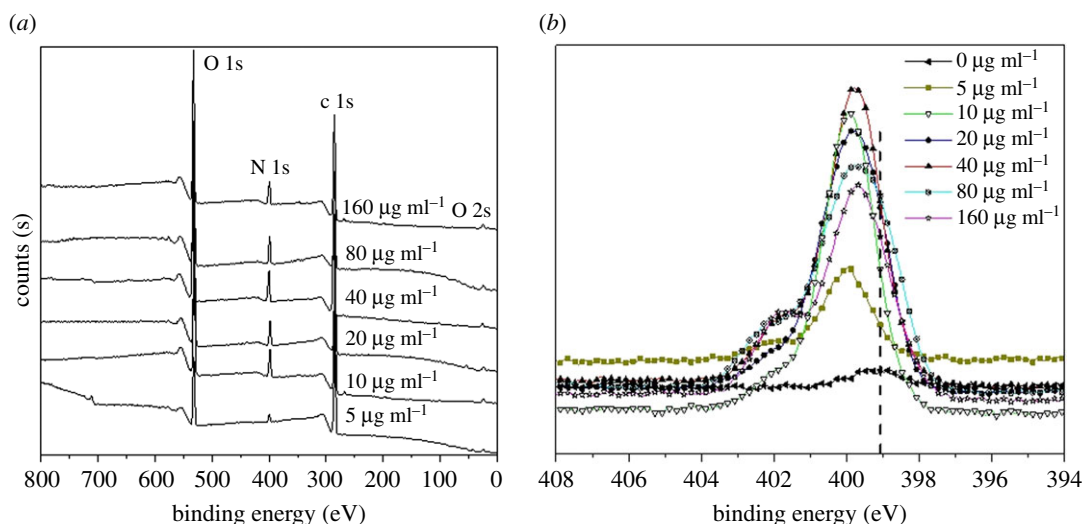 (a)
O 1s
c 1s
N 1s
160 µg ml⁻¹
O 2s
80 µg ml⁻¹
40 µg ml⁻¹
20 µg ml⁻¹
10 µg ml⁻¹
5 µg ml⁻¹
counts (s)
800 700 600 500 400 300 200 100 0
binding energy (eV)
(b)
0 µg ml⁻¹
5 µg ml⁻¹
10 µg ml⁻¹
20 µg ml⁻¹
40 µg ml⁻¹
80 µg ml⁻¹
160 µg ml⁻¹
408 406 404 402 400 398 396 394
binding energy (eV)